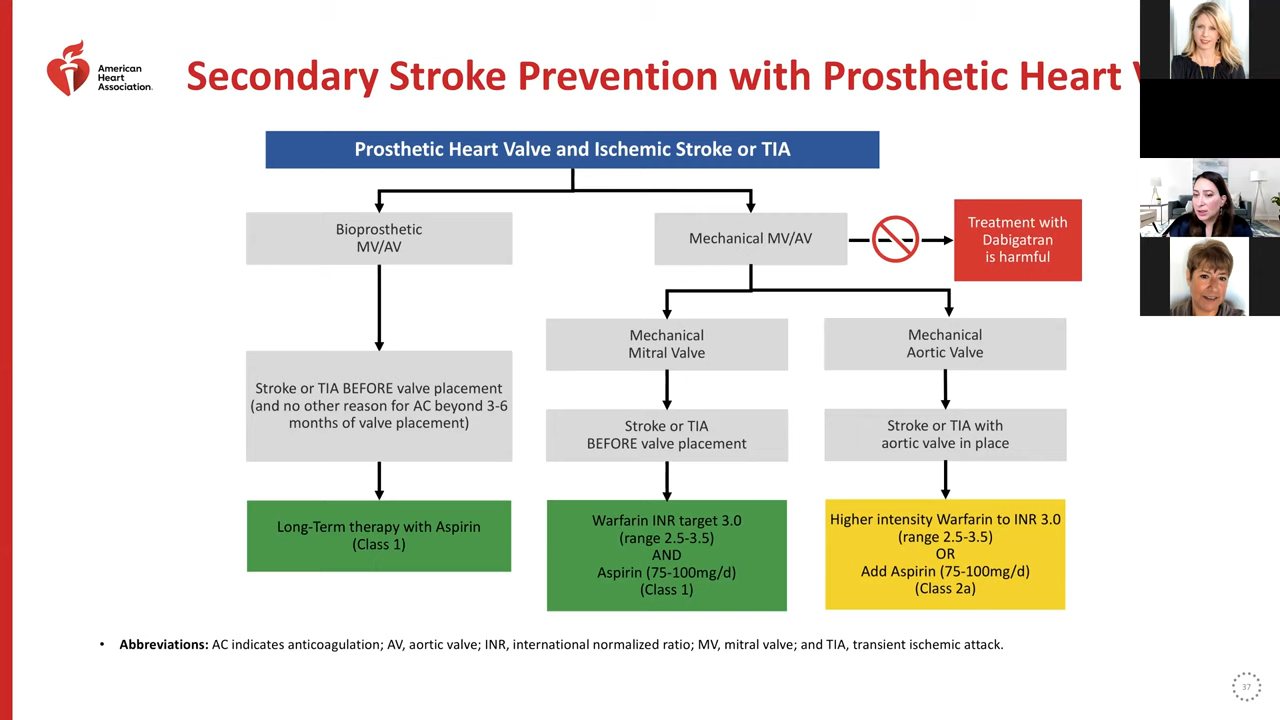 American
Heart
Association.
Secondary Stroke Prevention with Prosthetic Heart
Prosthetic Heart Valve and Ischemic Stroke or TIA
Bioprosthetic
MV/AV
Mechanical MV/AV
Treatment with
Dabigatran
is harmful
Mechanical
Mitral Valve
Mechanical
Aortic Valve
Stroke or TIA BEFORE valve placement
(and no other reason for AC beyond 3-6
months of valve placement)
Stroke or TIA
BEFORE valve placement
Stroke or TIA with
aortic valve in place
Long-Term therapy with Aspirin
(Class 1)
Warfarin INR target 3.0
(range 2.5-3.5)
AND
Aspirin (75-100mg/d)
(Class 1)
Higher intensity Warfarin to INR 3.0
(range 2.5-3.5)
OR
Add Aspirin (75-100mg/d)
(Class 2a)
• Abbreviations: AC indicates anticoagulation; AV, aortic valve; INR, international normalized ratio; MV, mitral valve; and TIA, transient ischemic attack.
37